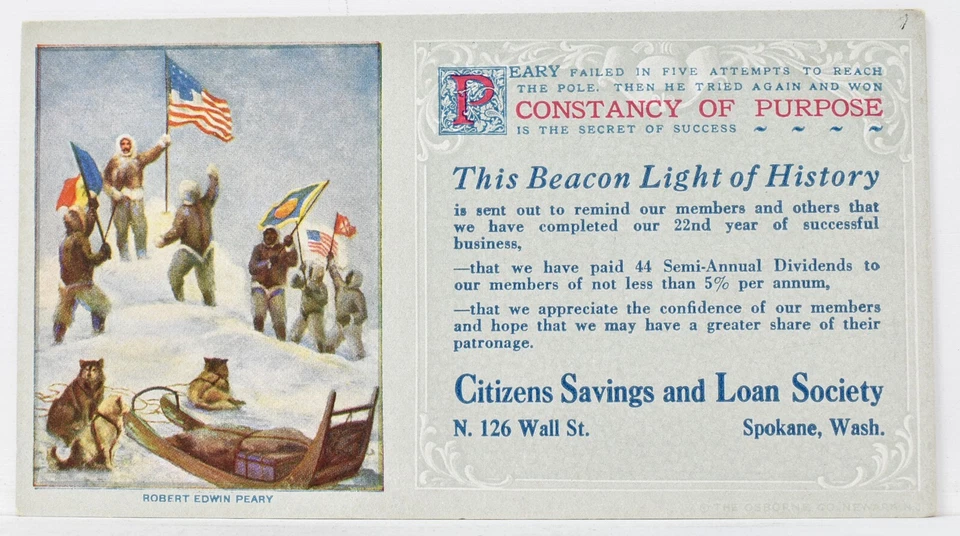 PEARY FAILED IN FIVE ATTEMPTS TO REACH
THE POLE. THEN HE TRIED AGAIN AND WON
CONSTANCY OF PURPOSE
IS THE SECRET OF SUCCESS ~ ~ ~ ~
This Beacon Light of History
is sent out to remind our members and others that
we have completed our 22nd year of successful
business,
—that we have paid 44 Semi-Annual Dividends to
our members of not less than 5% per annum,
—that we appreciate the confidence of our members
and hope that we may have a greater share of their
patronage.
Citizens Savings and Loan Society
N. 126 Wall St. Spokane, Wash.
ROBERT EDWIN PEARY
© THE OSBORNE CO. NEWARK